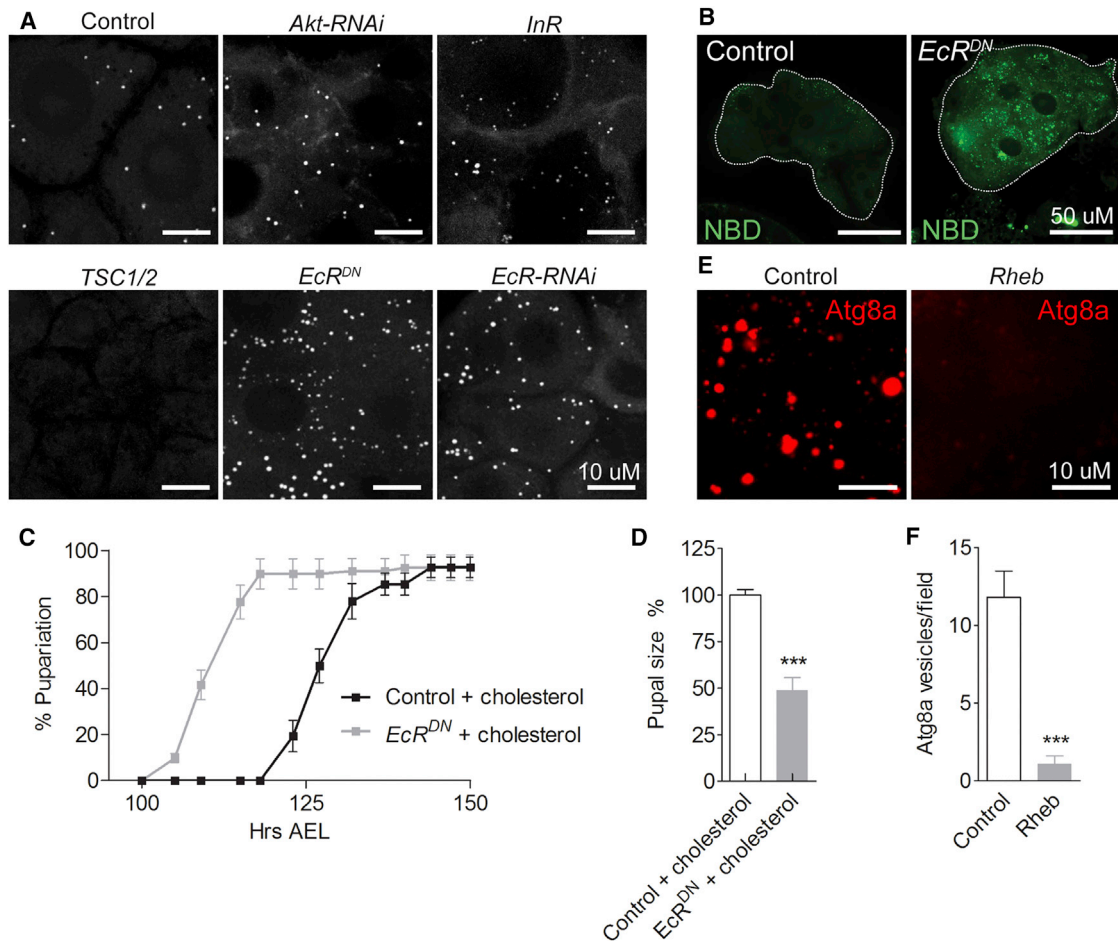 A
Control
Akt-RNAi
InR
TSC1/2
EcR^DN
EcR-RNAi
10 uM
B
Control
EcR^DN
NBD
NBD
50 uM
E
Control
Rheb
Atg8a
Atg8a
10 uM
C
% Pupariation
100
80
60
40
20
0
100
125
150
Hrs AEL
Control + cholesterol
EcR^DN + cholesterol
D
Pupal size %
125
100
75
50
25
0
***
Control + cholesterol
EcR^DN + cholesterol
F
Atg8a vesicles/field
15
10
5
0
***
Control
Rheb